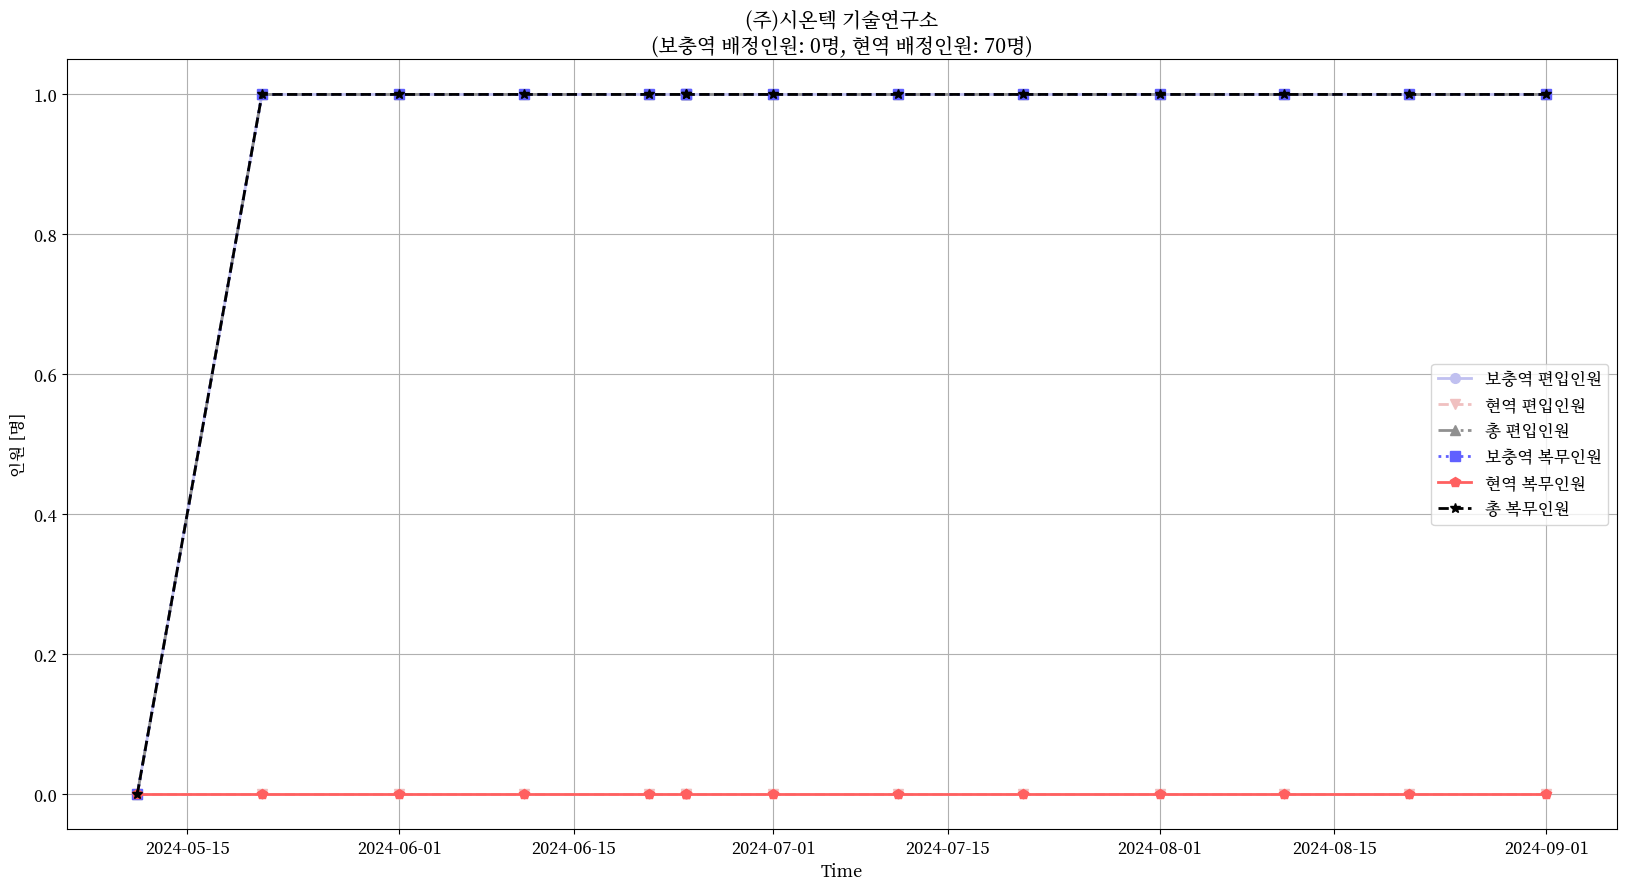 (주)시온텍 기술연구소
(보충역 배정인원: 0명, 현역 배정인원: 70명)
1.0
0.8
0.6
0.4
0.2
0.0
인원 [명]
보충역 편입인원
현역 편입인원
총 편입인원
보충역 복무인원
현역 복무인원
총 복무인원
2024-05-15
2024-06-01
2024-06-15
2024-07-01
2024-07-15
2024-08-01
2024-08-15
2024-09-01
Time